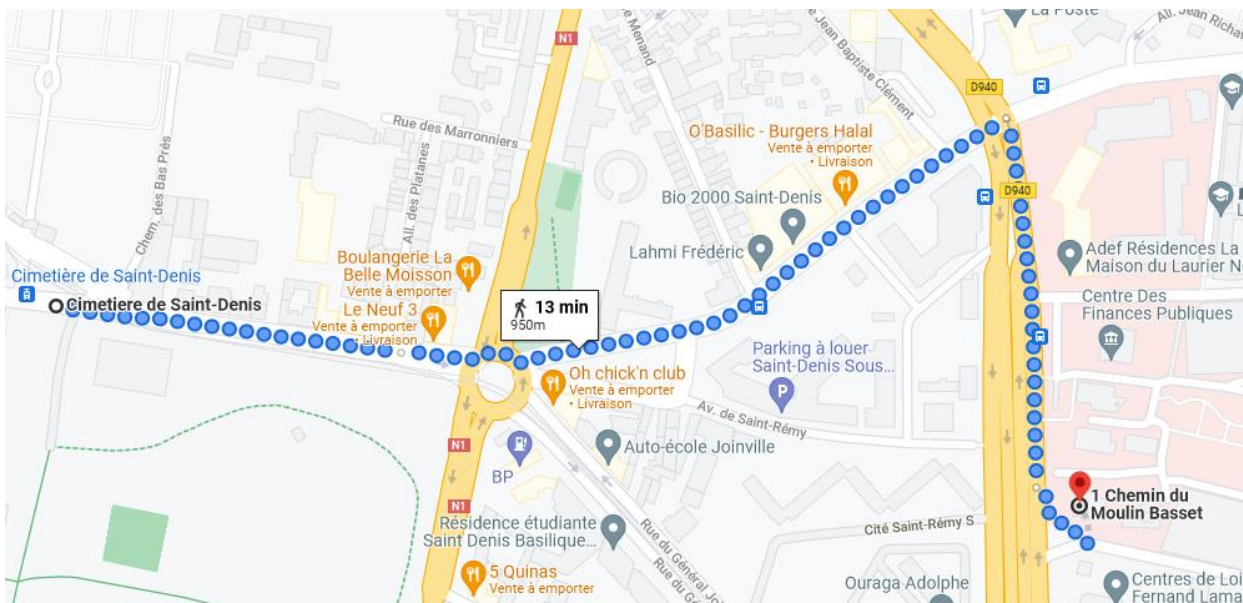 La Poste
All. Jean Richa
N1
Rue Menand
Jean Baptiste Clément
D940
Rue des Marronniers
Chem. des Bas Prés
All. des Platanes
O'Basilic - Burgers Halal
Vente à emporter
• Livraison
D940
Bio 2000 Saint-Denis
Lahmi Frédéric
Adef Résidences La
Maison du Laurier N
Boulangerie La
Belle Moisson
Vente à emporter
Cimetière de Saint-Denis
Cimetiere de Saint-Denis
Le Neuf 3
Vente à emporter
• Livraison
13 min
950m
Centre Des
Finances Publiques
Oh chick'n club
Vente à emporter
• Livraison
Parking à louer
Saint-Denis Sous...
P
Av. de Saint-Rémy
N1
BP
Auto-école Joinville
1 Chemin du
Moulin Basset
N1
Résidence étudiante
Saint Denis Basilique...
Cité Saint-Rémy S
Rue du Général Jo
Rue du G
5 Quinas
Vente à emporter
Ouraga Adolphe
Centres de Loi
Fernand Lama